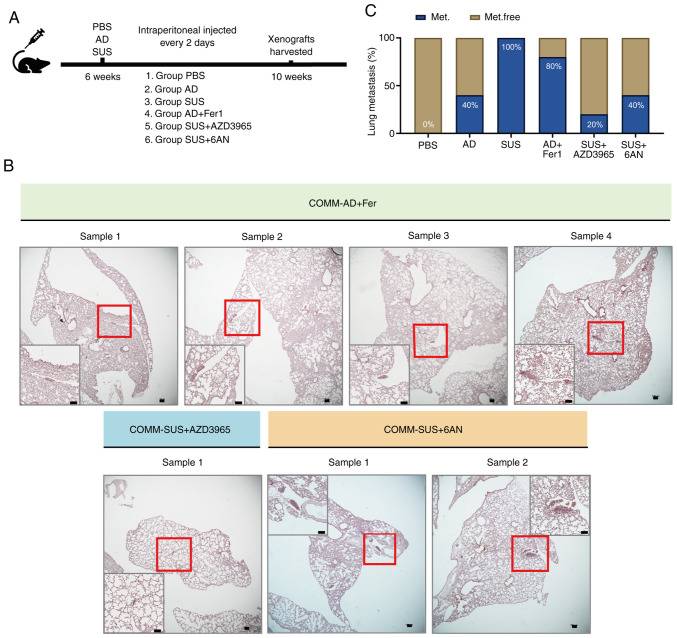 A
PBS
AD
SUS
Intraperitoneal injected
every 2 days
Xenografts
harvested
6 weeks
10 weeks
1. Group PBS
2. Group AD
3. Group SUS
4. Group AD+Fer1
5. Group SUS+AZD3965
6. Group SUS+6AN
C
Met.
Met.free
Lung metastasis (%)
100
50
0
0%
40%
100%
80%
20%
40%
PBS
AD
SUS
AD+
Fer1
SUS+
AZD3965
SUS+
6AN
B
COMM-AD+Fer
Sample 1
Sample 2
Sample 3
Sample 4
COMM-SUS+AZD3965
COMM-SUS+6AN
Sample 1
Sample 1
Sample 2